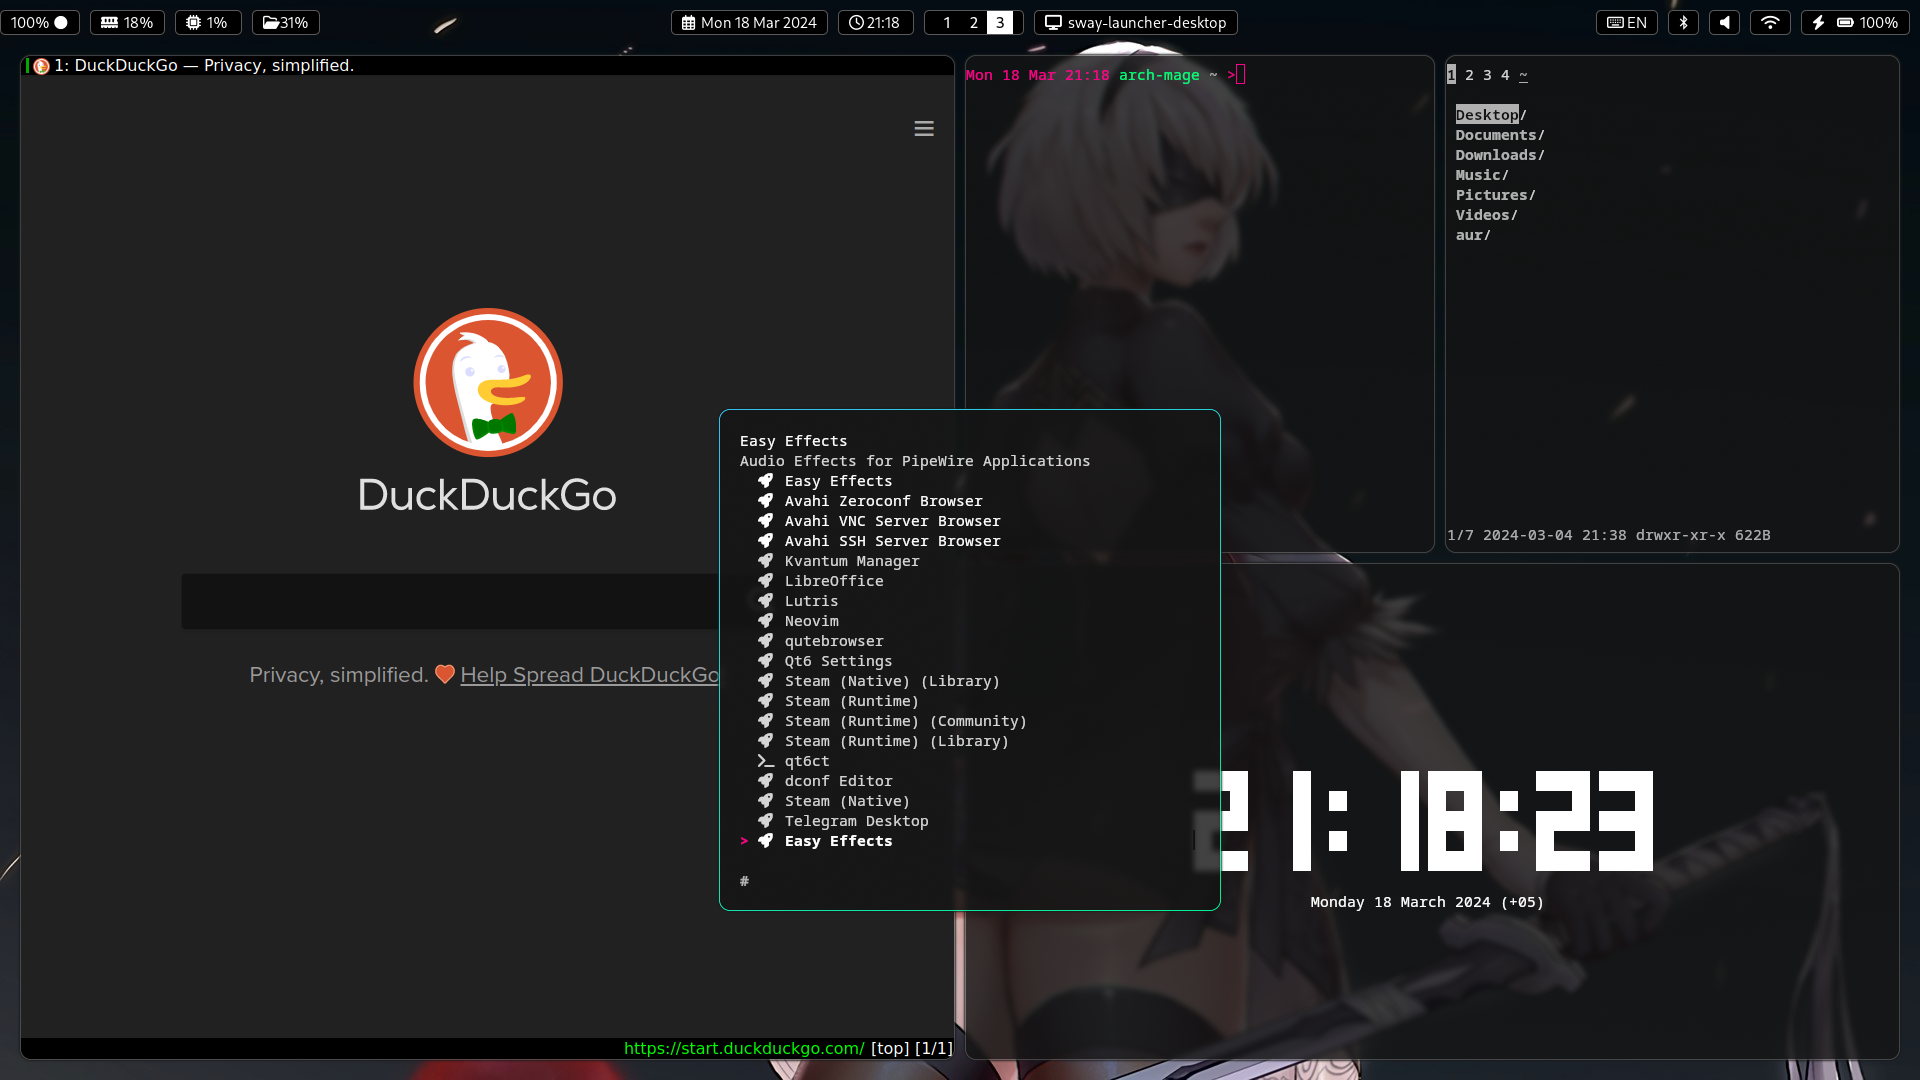 100%
18%
1%
31%
Mon 18 Mar 2024
21:18
1 2 3
sway-launcher-desktop
EN
100%
1: DuckDuckGo — Privacy, simplified.
DuckDuckGo
Privacy, simplified. Help Spread DuckDuckGo
https://start.duckduckgo.com/ [top] [1/1]
Mon 18 Mar 21:18 arch-mage ~ >
1 2 3 4 ~
Desktop/
Documents/
Downloads/
Music/
Pictures/
Videos/
aur/
1/7 2024-03-04 21:38 drwxr-xr-x 622B
Easy Effects
Audio Effects for PipeWire Applications
Easy Effects
Avahi Zeroconf Browser
Avahi VNC Server Browser
Avahi SSH Server Browser
Kvantum Manager
LibreOffice
Lutris
Neovim
qutebrowser
Qt6 Settings
Steam (Native) (Library)
Steam (Runtime)
Steam (Runtime) (Community)
Steam (Runtime) (Library)
qt6ct
dconf Editor
Steam (Native)
Telegram Desktop
> Easy Effects
#
21:18:23
Monday 18 March 2024 (+05)